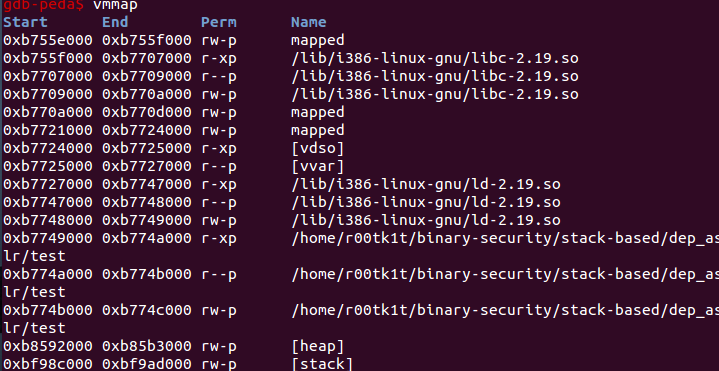 gdb-peda$ vmmap
Start      End        Perm      Name
0xb755e000 0xb755f000 rw-p      mapped
0xb755f000 0xb7707000 r-xp      /lib/i386-linux-gnu/libc-2.19.so
0xb7707000 0xb7709000 r--p      /lib/i386-linux-gnu/libc-2.19.so
0xb7709000 0xb770a000 rw-p      /lib/i386-linux-gnu/libc-2.19.so
0xb770a000 0xb770d000 rw-p      mapped
0xb7721000 0xb7724000 rw-p      mapped
0xb7724000 0xb7725000 r-xp      [vdso]
0xb7725000 0xb7727000 r--p      [vvar]
0xb7727000 0xb7747000 r-xp      /lib/i386-linux-gnu/ld-2.19.so
0xb7747000 0xb7748000 r--p      /lib/i386-linux-gnu/ld-2.19.so
0xb7748000 0xb7749000 rw-p      /lib/i386-linux-gnu/ld-2.19.so
0xb7749000 0xb774a000 r-xp      /home/r00tk1t/binary-security/stack-based/dep_as
lr/test
0xb774a000 0xb774b000 r--p      /home/r00tk1t/binary-security/stack-based/dep_as
lr/test
0xb774b000 0xb774c000 rw-p      /home/r00tk1t/binary-security/stack-based/dep_as
lr/test
0xb8592000 0xb85b3000 rw-p      [heap]
0xbf98c000 0xbf9ad000 rw-p      [stack]